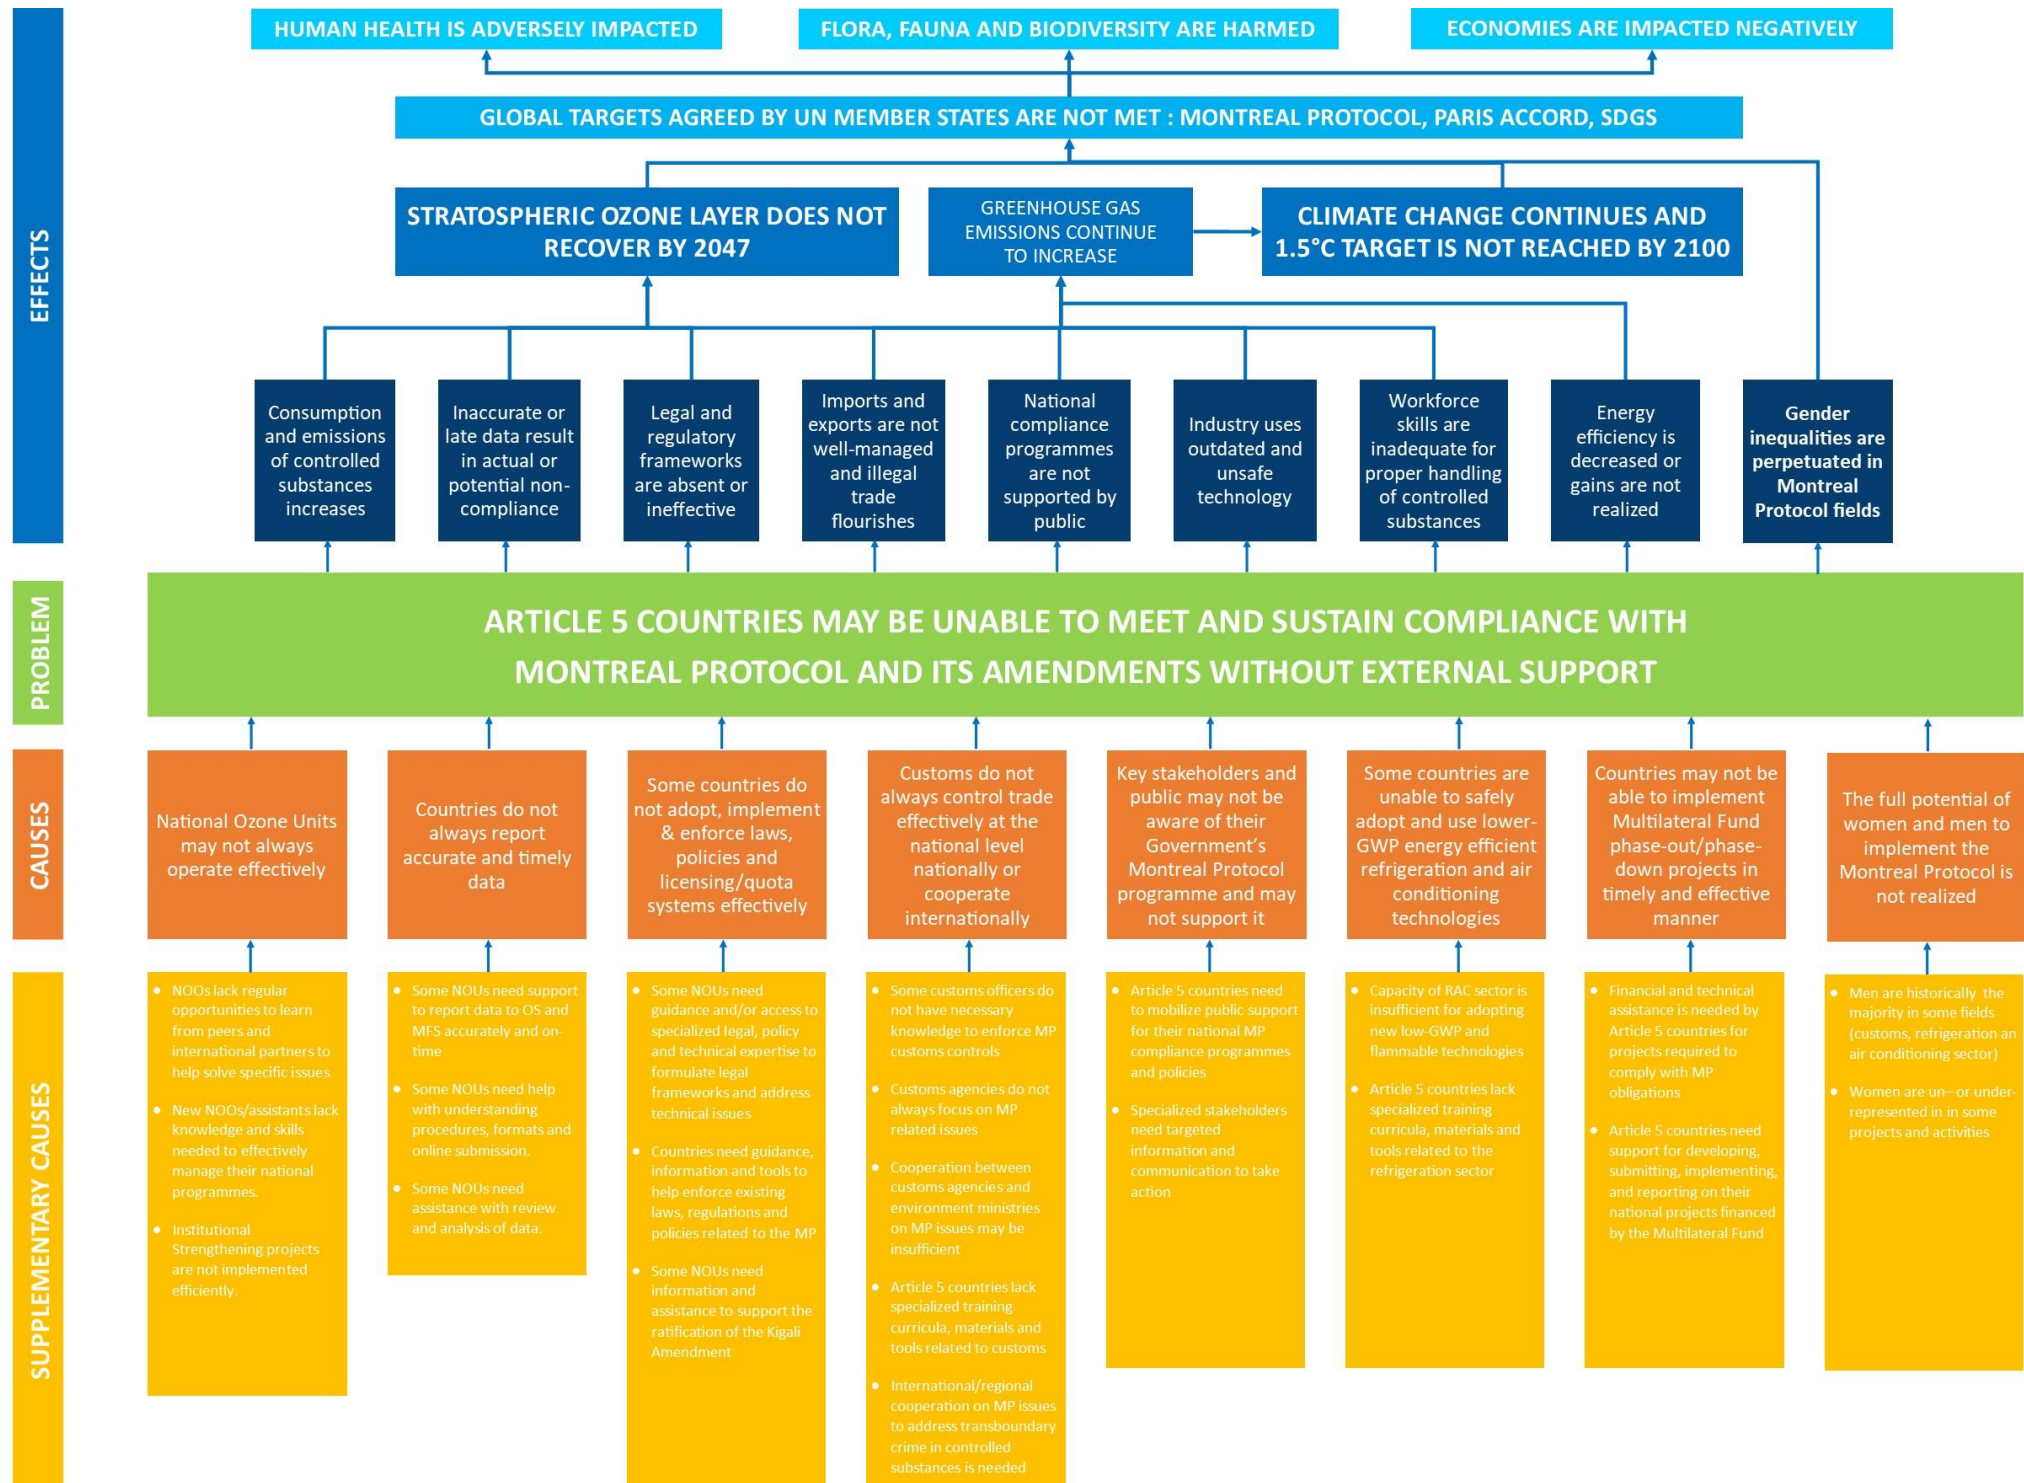 HUMAN HEALTH IS ADVERSELY IMPACTED
FLORA, FAUNA AND BIODIVERSITY ARE HARMED
ECONOMIES ARE IMPACTED NEGATIVELY
GLOBAL TARGETS AGREED BY UN MEMBER STATES ARE NOT MET : MONTREAL PROTOCOL, PARIS ACCORD, SDGS
EFFECTS
STRATOSPHERIC OZONE LAYER DOES NOT
RECOVER BY 2047
GREENHOUSE GAS
EMISSIONS CONTINUE
TO INCREASE
CLIMATE CHANGE CONTINUES AND
1.5°C TARGET IS NOT REACHED BY 2100
Consumption
and emissions
of controlled
substances
increases
Inaccurate or
late data result
in actual or
potential non-
compliance
Legal and
regulatory
frameworks
are absent or
ineffective
Imports and
exports are not
well-managed
and illegal
trade
flourishes
National
compliance
programmes
are not
supported by
public
Industry uses
outdated and
unsafe
technology
Workforce
skills are
inadequate for
proper handling
of controlled
substances
Energy
efficiency is
decreased or
gains are not
realized
Gender
inequalities are
perpetuated in
Montreal
Protocol fields
PROBLEM
ARTICLE 5 COUNTRIES MAY BE UNABLE TO MEET AND SUSTAIN COMPLIANCE WITH
MONTREAL PROTOCOL AND ITS AMENDMENTS WITHOUT EXTERNAL SUPPORT
CAUSES
National Ozone Units
may not always
operate effectively
Countries do not
always report
accurate and timely
data
Some countries do
not adopt, implement
& enforce laws,
policies and
licensing/quota
systems effectively
Customs do not
always control trade
effectively at the
national level
nationally or
cooperate
internationally
Key stakeholders and
public may not be
aware of their
Government's
Montreal Protocol
programme and may
not support it
Some countries are
unable to safely
adopt and use lower-
GWP energy efficient
refrigeration and air
conditioning
technologies
Countries may not be
able to implement
Multilateral Fund
phase-out/phase-
down projects in
timely and effective
manner
The full potential of
women and men to
implement the
Montreal Protocol is
not realized
SUPPLEMENTARY CAUSES
• NOOs lack regular
opportunities to learn
from peers and
international partners to
help solve specific issues
• New NOOs/assistants lack
knowledge and skills
needed to effectively
manage their national
programmes.
• Institutional
Strengthening projects
are not implemented
efficiently.
• Some NOUs need support
to report data to OS and
MFS accurately and on-
time
• Some NOUs need help
with understanding
procedures, formats and
online submission.
• Some NOUs need
assistance with review
and analysis of data.
• Some NOUs need
guidance and/or access to
specialized legal, policy
and technical expertise to
formulate legal
frameworks and address
technical issues
• Countries need guidance,
information and tools to
help enforce existing
laws, regulations and
policies related to the MP
• Some NOUs need
information and
assistance to support the
ratification of the Kigali
Amendment
• Some customs officers do
not have necessary
knowledge to enforce MP
customs controls
• Customs agencies do not
always focus on MP
related issues
• Cooperation between
customs agencies and
environment ministries
on MP issues may be
insufficient
• Article 5 countries lack
specialized training
curricula, materials and
tools related to customs
• International/regional
cooperation on MP issues
to address transboundary
crime in controlled
substances is needed
• Article 5 countries need
to mobilize public support
for their national MP
compliance programmes
and policies
• Specialized stakeholders
need targeted
information and
communication to take
action
• Capacity of RAC sector is
insufficient for adopting
new low-GWP and
flammable technologies
• Article 5 countries lack
specialized training
curricula, materials and
tools related to the
refrigeration sector
• Financial and technical
assistance is needed by
Article 5 countries for
projects required to
comply with MP
obligations
• Article 5 countries need
support for developing,
submitting, implementing,
and reporting on their
national projects financed
by the Multilateral Fund
• Men are historically the
majority in some fields
(customs, refrigeration an
air conditioning sector)
• Women are un– or under-
represented in in some
projects and activities